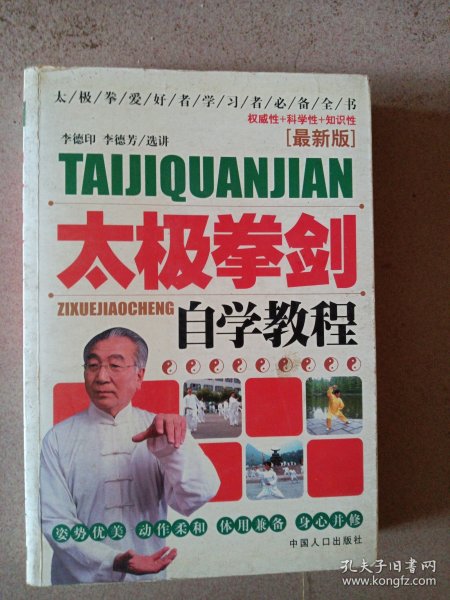 太/极/拳/爱/好/者/学/习/者/必/备/全/书
权威性+科学性+知识性
李德印 李德芳/选讲
[最新版]
TAIJIQUANJIAN
太极拳剑
ZIXUEJIAOCHENG
自学教程
姿势优美 动作柔和 体用兼备 身心并修
中国人口出版社
孔夫子旧书网
kongfz.com